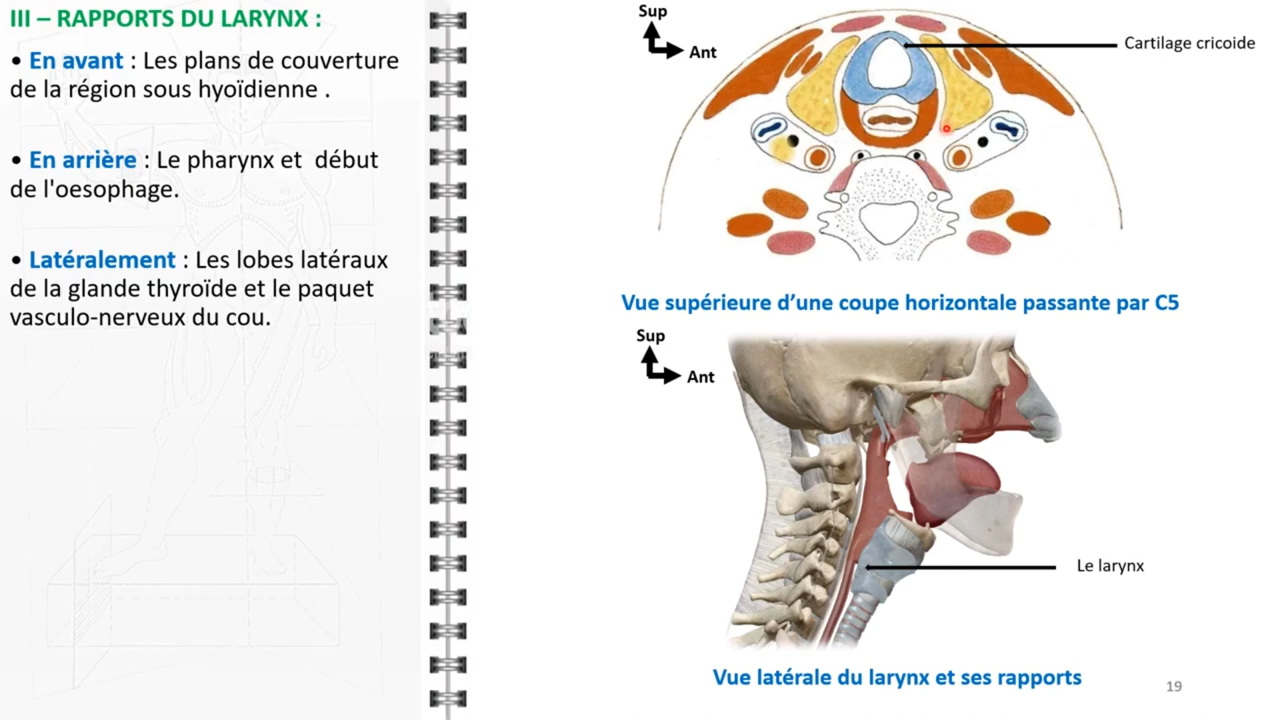 III – RAPPORTS DU LARYNX :
• En avant : Les plans de couverture
de la région sous hyoïdienne .
• En arrière : Le pharynx et début
de l'oesophage.
• Latéralement : Les lobes latéraux
de la glande thyroïde et le paquet
vasculo-nerveux du cou.
Sup
Ant
Cartilage cricoide
Vue supérieure d’une coupe horizontale passante par C5
Sup
Ant
Le larynx
Vue latérale du larynx et ses rapports
19